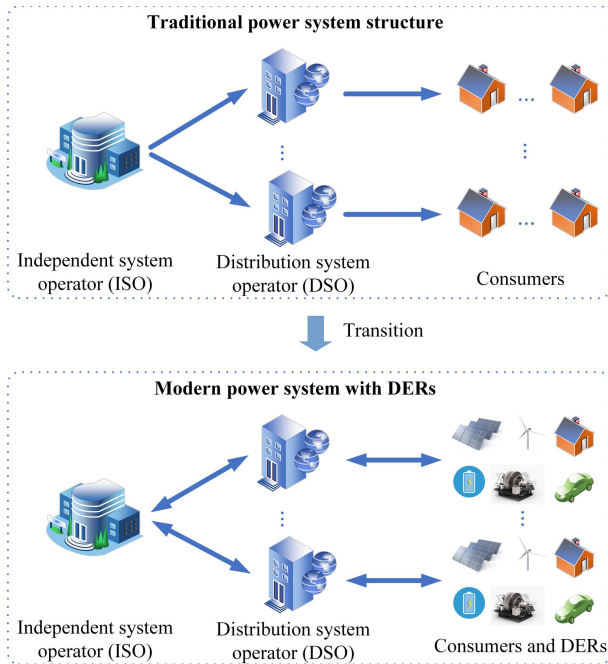 Traditional power system structure
Independent system
operator (ISO)
Distribution system
operator (DSO)
Consumers
Transition
Modern power system with DERs
Independent system
operator (ISO)
Distribution system
operator (DSO)
Consumers and DERs